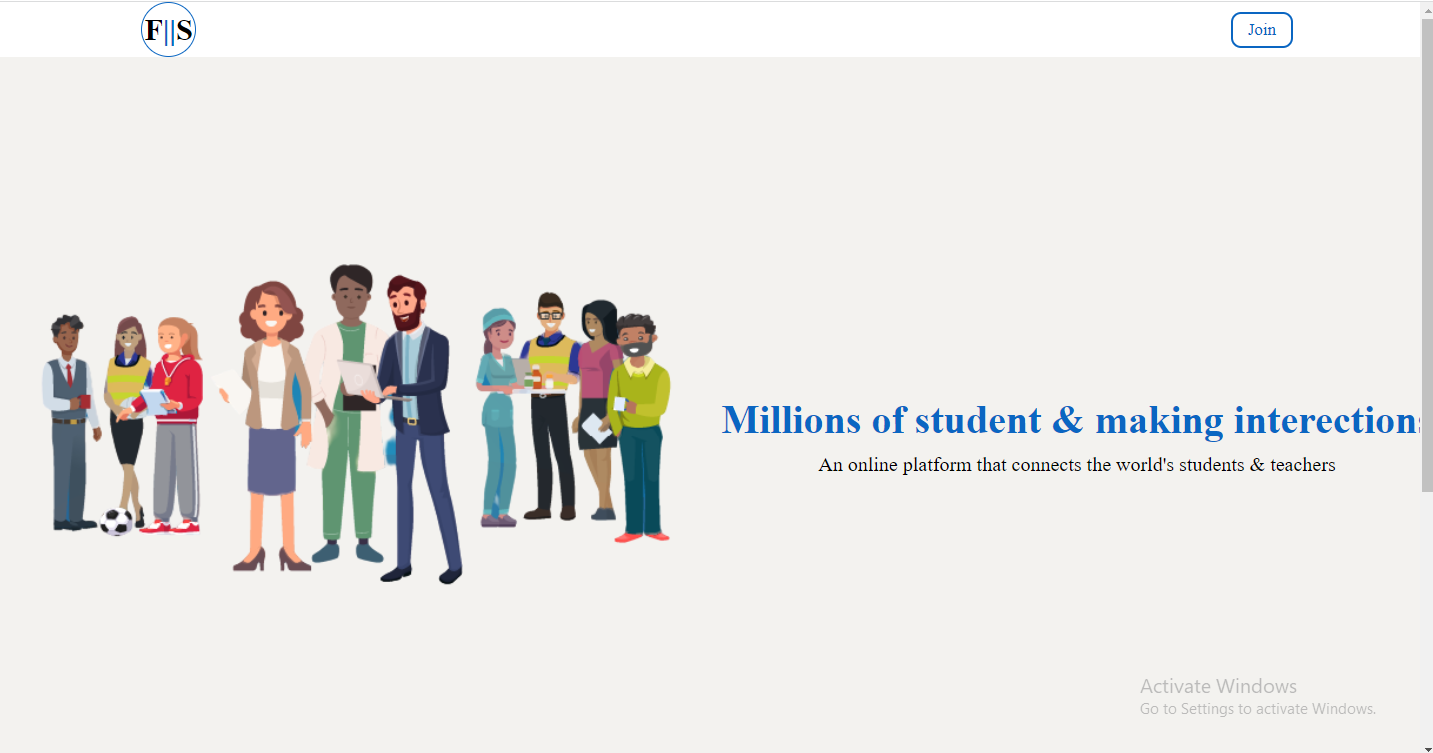 F||S
Join
Millions of student & making interections
An online platform that connects the world's students & teachers
Activate Windows
Go to Settings to activate Windows.